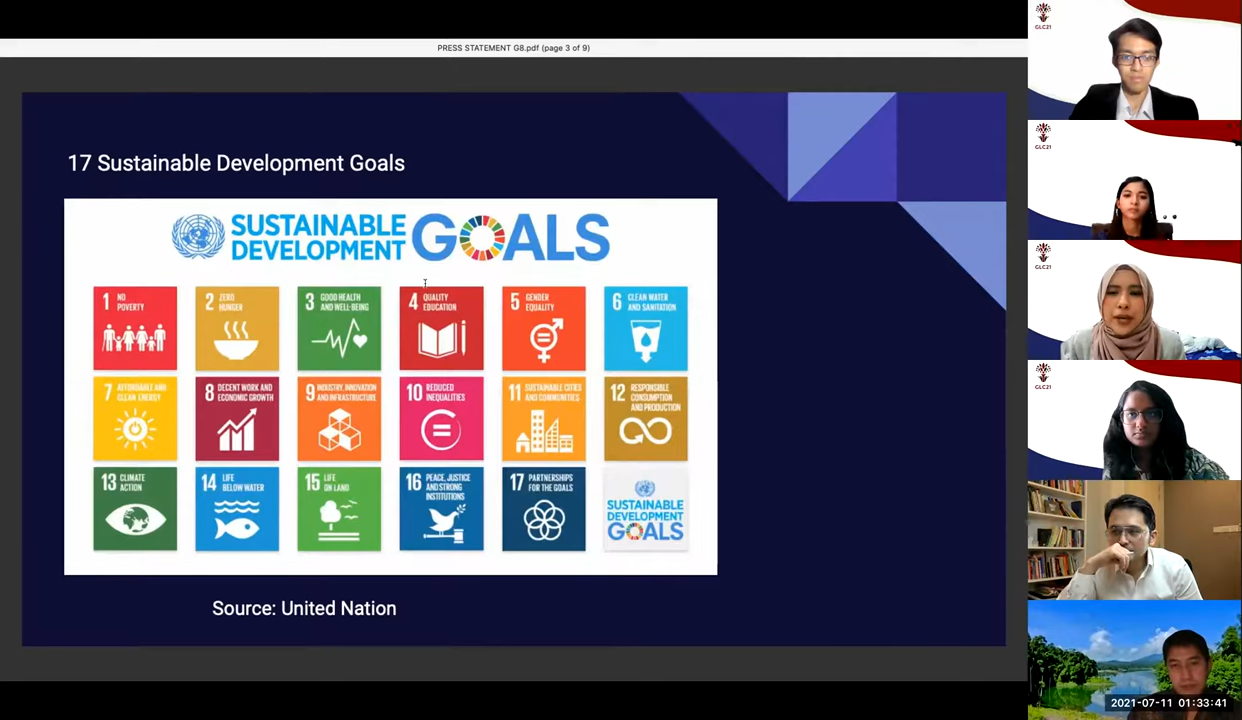 PRESS STATEMENT G8.pdf (page 3 of 9)
17 Sustainable Development Goals
SUSTAINABLE
DEVELOPMENT
GOALS
1 NO
POVERTY
2 ZERO
HUNGER
3 GOOD HEALTH
AND WELL-BEING
4 QUALITY
EDUCATION
5 GENDER
EQUALITY
6 CLEAN WATER
AND SANITATION
7 AFFORDABLE AND
CLEAN ENERGY
8 DECENT WORK AND
ECONOMIC GROWTH
9 INDUSTRY, INNOVATION
AND INFRASTRUCTURE
10 REDUCED
INEQUALITIES
11 SUSTAINABLE CITIES
AND COMMUNITIES
12 RESPONSIBLE
CONSUMPTION
AND PRODUCTION
13 CLIMATE
ACTION
14 LIFE
BELOW WATER
15 LIFE
ON LAND
16 PEACE, JUSTICE
AND STRONG
INSTITUTIONS
17 PARTNERSHIPS
FOR THE GOALS
SUSTAINABLE
DEVELOPMENT
GOALS
Source: United Nation
GLC21
GLC21
GLC21
GLC21
2021-07-11 01:33:41